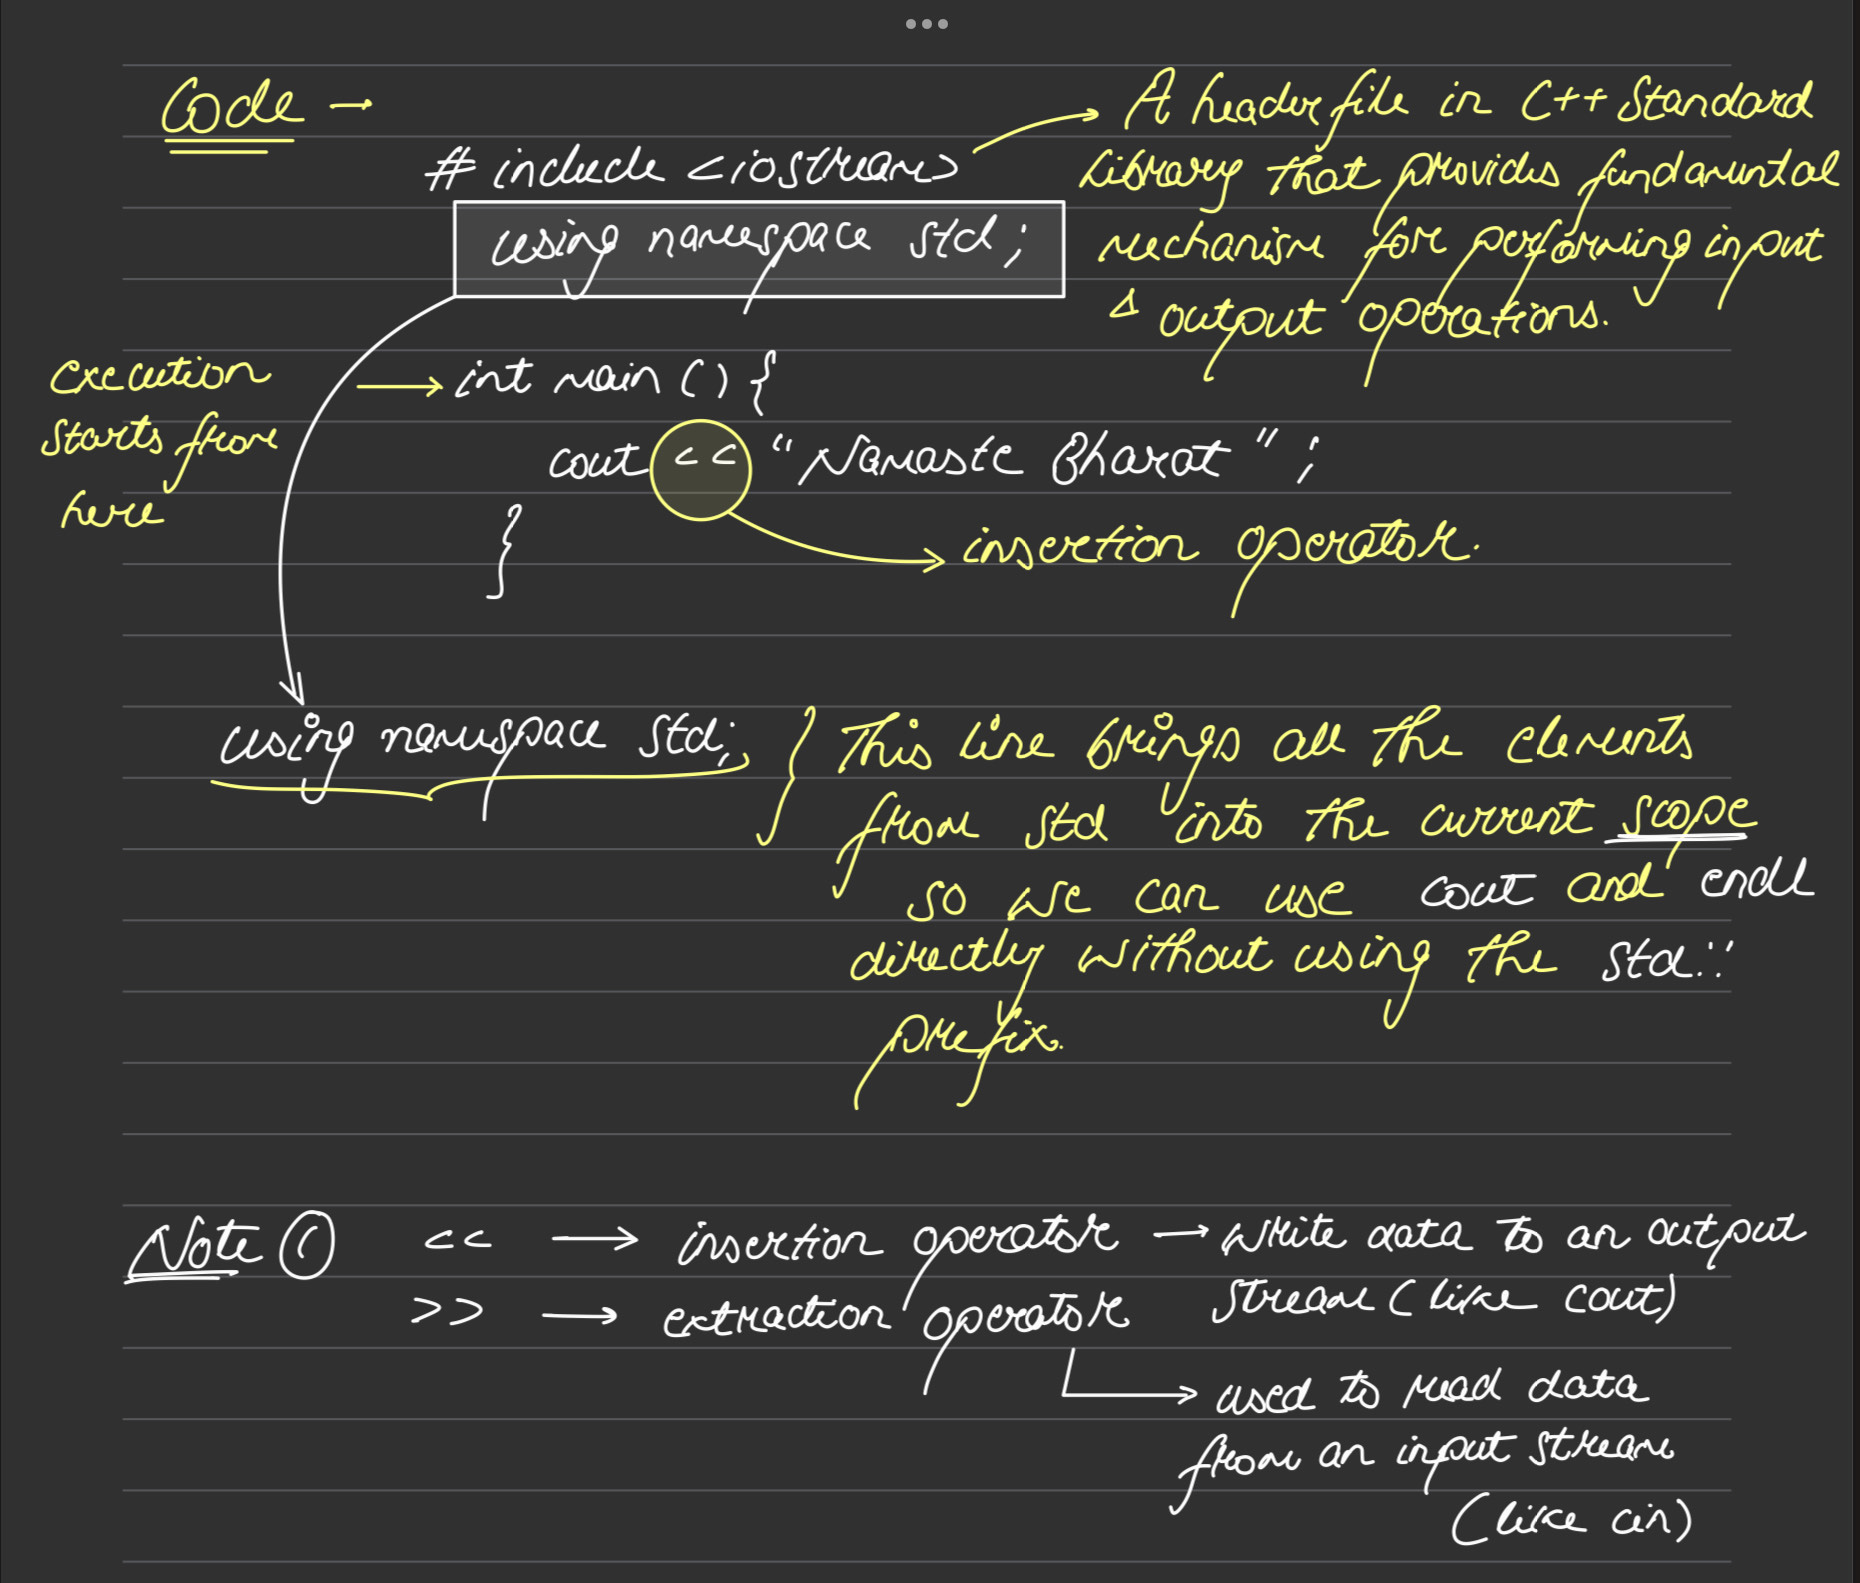 Code →
# include <iostream>
using namespace std ;
A header file in C++ Standard
Library that provides fundamental
mechanism for performing input
& output operations.
execution
starts from
here
→ int main () {
cout << "Namaste Bharat" ;
}
→ insertion operator.
using namespace std;
} This line brings all the elements
from std into the current scope
so we can use cout and endl
directly without using the std::
prefix.
Note ① << → insertion operator → write data to an output
stream (like cout)
>> → extraction operator
→ used to read data
from an input stream
(like cin)